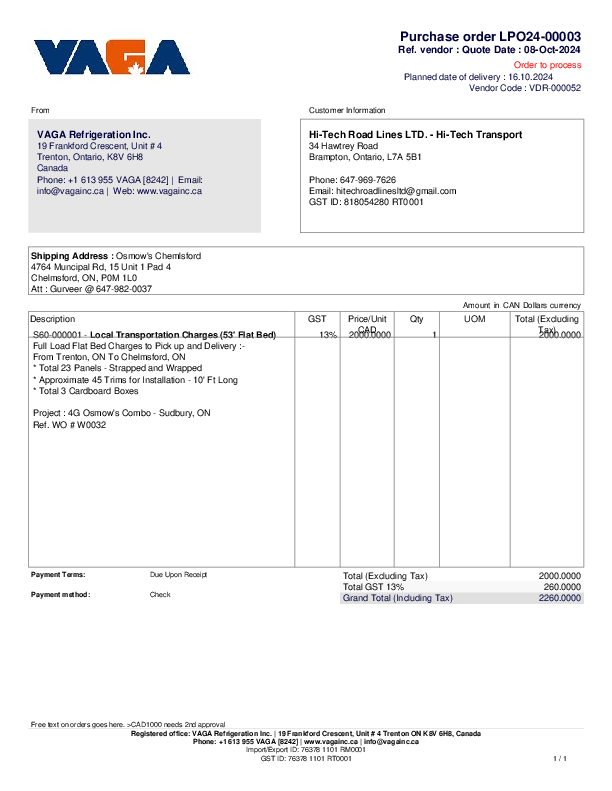 VAGA
Purchase order LPO24-00003
Ref. vendor : Quote Date : 08-Oct-2024
Order to process
Planned date of delivery : 16.10.2024
Vendor Code : VDR-000052
From
Customer Information
VAGA Refrigeration Inc.
19 Frankford Crescent, Unit # 4
Trenton, Ontario, K8V 6H8
Canada
Phone: +1 613 955 VAGA [8242] | Email:
info@vagainc.ca | Web: www.vagainc.ca
Hi-Tech Road Lines LTD. - Hi-Tech Transport
34 Hawtrey Road
Brampton, Ontario, L7A 5B1
Phone: 647-969-7626
Email: hitechroadlinesltd@gmail.com
GST ID: 818054280 RT0001
Shipping Address : Osmow's Chemlsford
4764 Muncipal Rd, 15 Unit 1 Pad 4
Chelmsford, ON, P0M 1L0
Att : Gurveer @ 647-982-0037
Amount in CAN Dollars currency
Description GST Price/Unit CAD Qty UOM Total (Excluding Tax)
S60-000001 - Local Transportation Charges (53' Flat Bed) 13% 2000.0000 1 2000.0000
Full Load Flat Bed Charges to Pick up and Delivery :-
From Trenton, ON To Chelmsford, ON
* Total 23 Panels - Strapped and Wrapped
* Approximate 45 Trims for Installation - 10' Ft Long
* Total 3 Cardboard Boxes
Project : 4G Osmow's Combo - Sudbury, ON
Ref. WO # W0032
Payment Terms: Due Upon Receipt
Payment method: Check
Total (Excluding Tax) 2000.0000
Total GST 13% 260.0000
Grand Total (Including Tax) 2260.0000
Free text on orders goes here. >CAD1000 needs 2nd approval
Registered office: VAGA Refrigeration Inc. | 19 Frankford Crescent, Unit # 4 Trenton ON K8V 6H8, Canada
Phone: +1 613 955 VAGA [8242] | www.vagainc.ca | info@vagainc.ca
Import/Export ID: 76378 1101 RM0001
GST ID: 76378 1101 RT0001
1 / 1